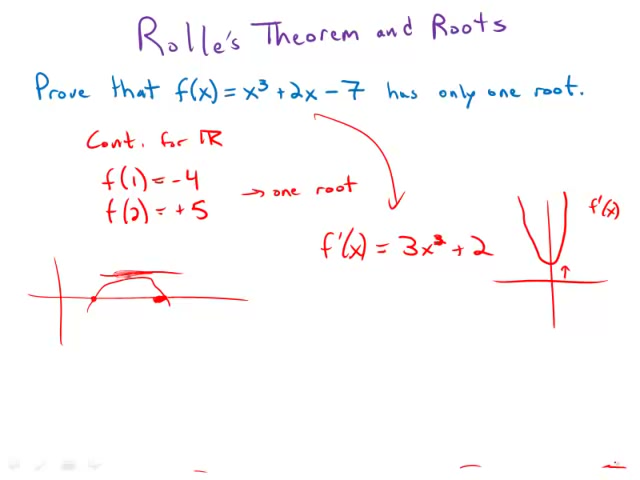 Rolle's Theorem and Roots
Prove that f(x) = x³ + 2x - 7 has only one root.
Cont. for ℝ
f(1) = -4
f(2) = +5
→ one root
f'(x) = 3x² + 2
f'(x)